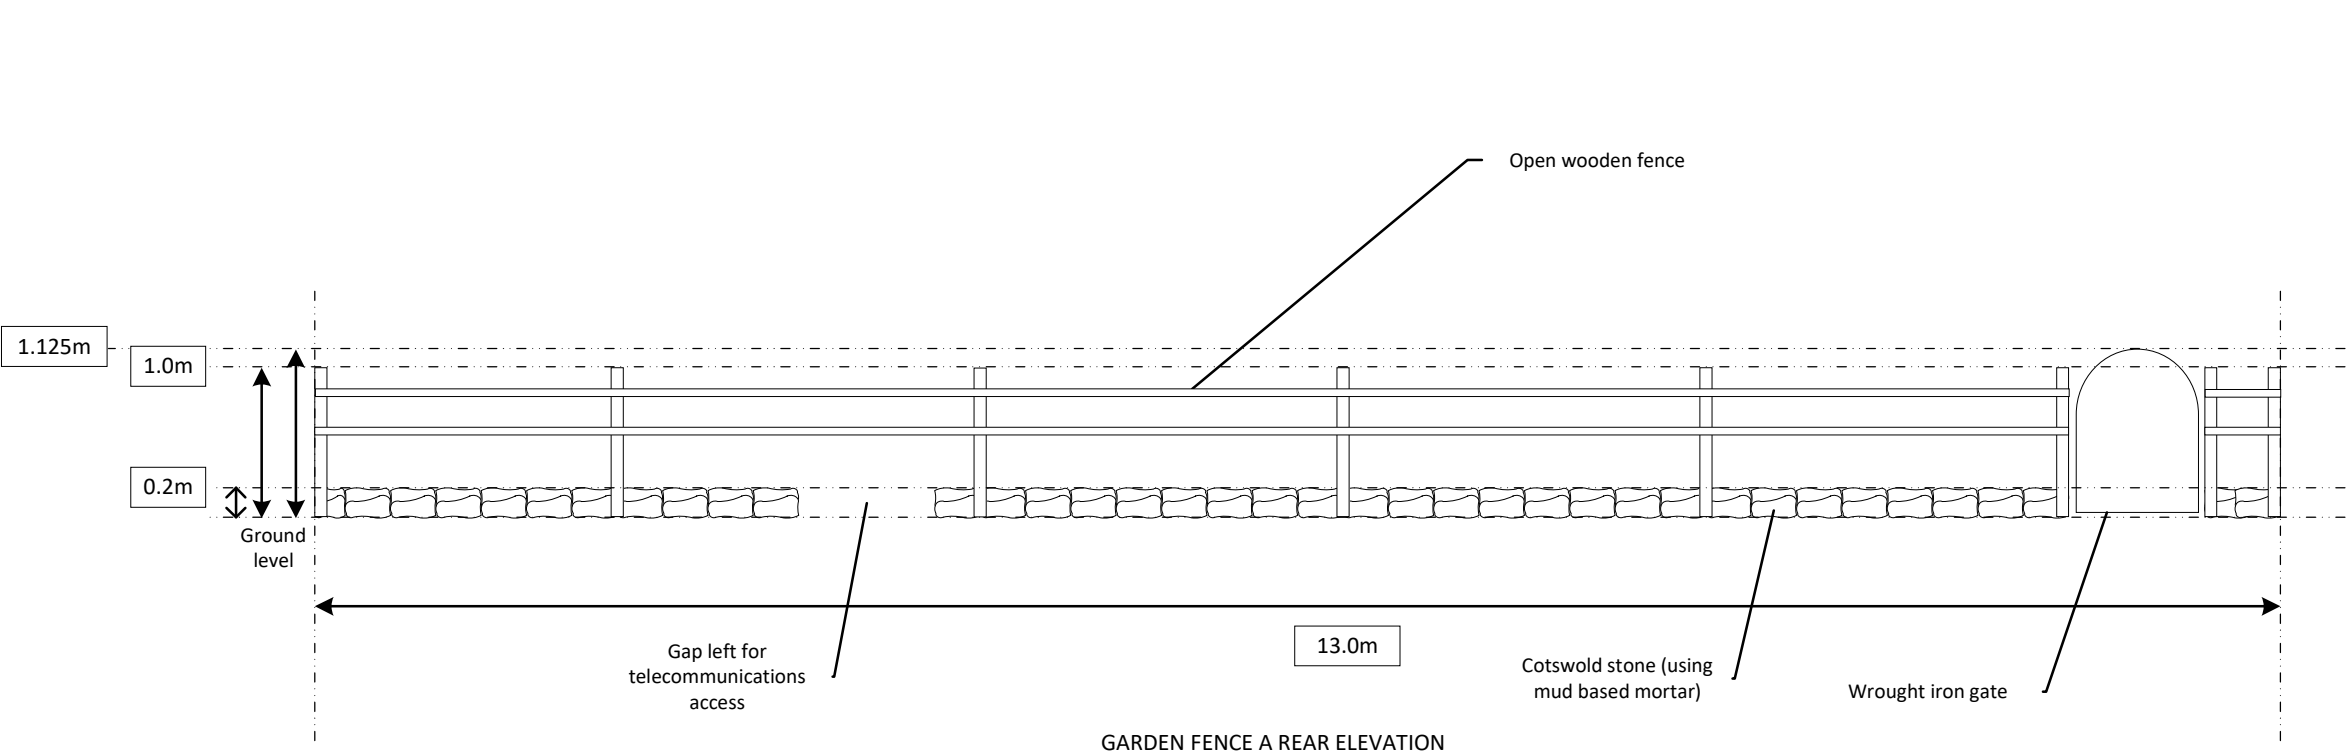 Open wooden fence
1.125m
1.0m
0.2m
Ground
level
13.0m
Gap left for
telecommunications
access
Cotswold stone (using
mud based mortar)
Wrought iron gate
GARDEN FENCE A REAR ELEVATION